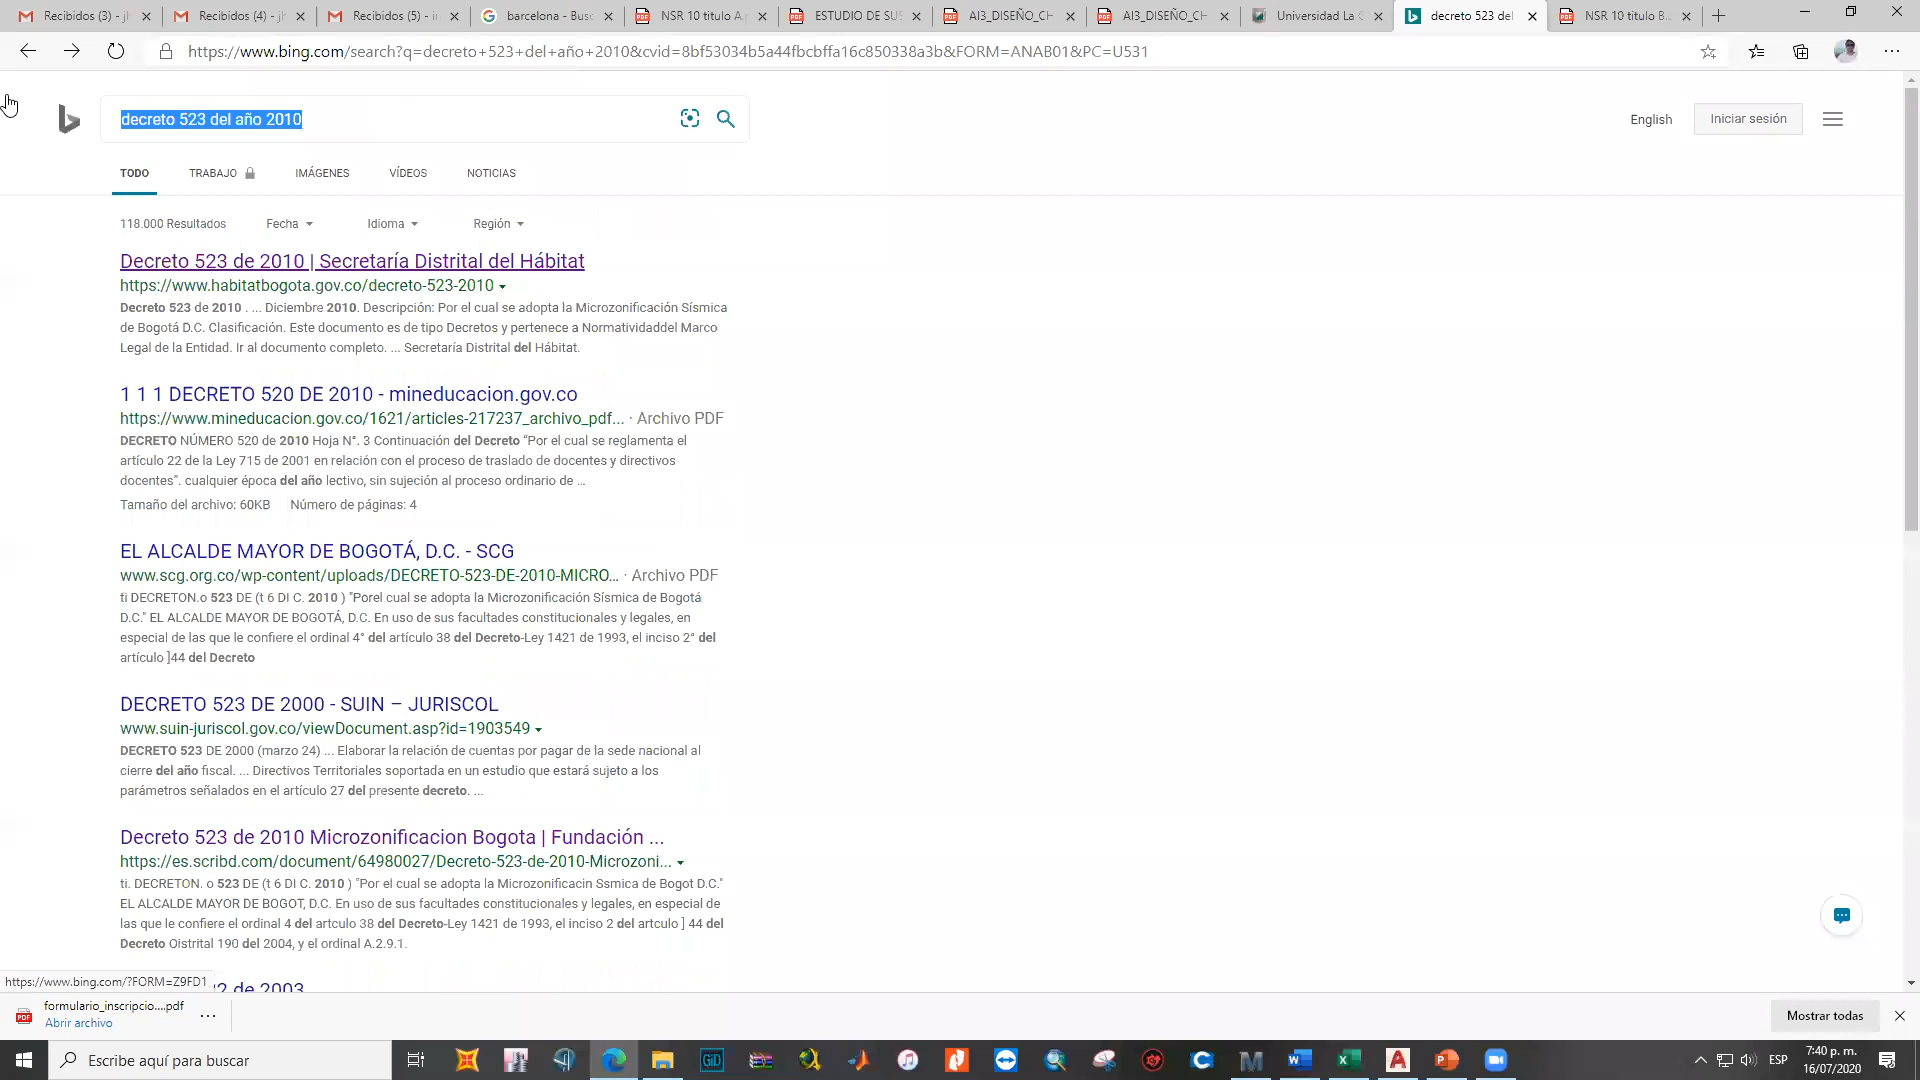 Recibidos (3) - jh
Recibidos (4) - jh
Recibidos (5) - in
barcelona - Busc
NSR 10 titulo A.p
ESTUDIO DE SUS
AI3_DISEÑO_CH
AI3_DISEÑO_CH
Universidad La G
decreto 523 del
NSR 10 titulo B...
https://www.bing.com/search?q=decreto+523+del+año+2010&cvid=8bf53034b5a44fbcbffa16c850338a3b&FORM=ANAB01&PC=U531
decreto 523 del año 2010
English
Iniciar sesión
TODO
TRABAJO
IMÁGENES
VÍDEOS
NOTICIAS
118.000 Resultados
Fecha
Idioma
Región
Decreto 523 de 2010 | Secretaría Distrital del Hábitat
https://www.habitatbogota.gov.co/decreto-523-2010
Decreto 523 de 2010 . ... Diciembre 2010. Descripción: Por el cual se adopta la Microzonificación Sísmica
de Bogotá D.C. Clasificación. Este documento es de tipo Decretos y pertenece a Normatividaddel Marco
Legal de la Entidad. Ir al documento completo. ... Secretaría Distrital del Hábitat.
1 1 1 DECRETO 520 DE 2010 - mineducacion.gov.co
https://www.mineducacion.gov.co/1621/articles-217237_archivo_pdf... · Archivo PDF
DECRETO NÚMERO 520 de 2010 Hoja N°. 3 Continuación del Decreto “Por el cual se reglamenta el
artículo 22 de la Ley 715 de 2001 en relación con el proceso de traslado de docentes y directivos
docentes”. cualquier época del año lectivo, sin sujeción al proceso ordinario de ...
Tamaño del archivo: 60KB Número de páginas: 4
EL ALCALDE MAYOR DE BOGOTÁ, D.C. - SCG
www.scg.org.co/wp-content/uploads/DECRETO-523-DE-2010-MICRO... · Archivo PDF
ti DECRETON.o 523 DE (t 6 DI C. 2010 ) "Porel cual se adopta la Microzonificación Sísmica de Bogotá
D.C." EL ALCALDE MAYOR DE BOGOTÁ, D.C. En uso de sus facultades constitucionales y legales, en
especial de las que le confiere el ordinal 4° del artículo 38 del Decreto-Ley 1421 de 1993, el inciso 2° del
artículo ]44 del Decreto
DECRETO 523 DE 2000 - SUIN – JURISCOL
www.suin-juriscol.gov.co/viewDocument.asp?id=1903549
DECRETO 523 DE 2000 (marzo 24) ... Elaborar la relación de cuentas por pagar de la sede nacional al
cierre del año fiscal. ... Directivos Territoriales soportada en un estudio que estará sujeto a los
parámetros señalados en el artículo 27 del presente decreto. ...
Decreto 523 de 2010 Microzonificacion Bogota | Fundación ...
https://es.scribd.com/document/64980027/Decreto-523-de-2010-Microzoni...
ti. DECRETON. o 523 DE (t 6 DI C. 2010 ) "Por el cual se adopta la Microzonificacin Ssmica de Bogot D.C."
EL ALCALDE MAYOR DE BOGOT, D.C. En uso de sus facultades constitucionales y legales, en especial de
las que le confiere el ordinal 4 del artculo 38 del Decreto-Ley 1421 de 1993, el inciso 2 del artculo ] 44 del
Decreto Oistrital 190 del 2004, y el ordinal A.2.9.1.
https://www.bing.com/?FORM=Z9FD1
de 2003
formulario_inscripcio....pdf
Abrir archivo
Mostrar todas
Escribe aquí para buscar
ESP
7:40 p. m.
16/07/2020